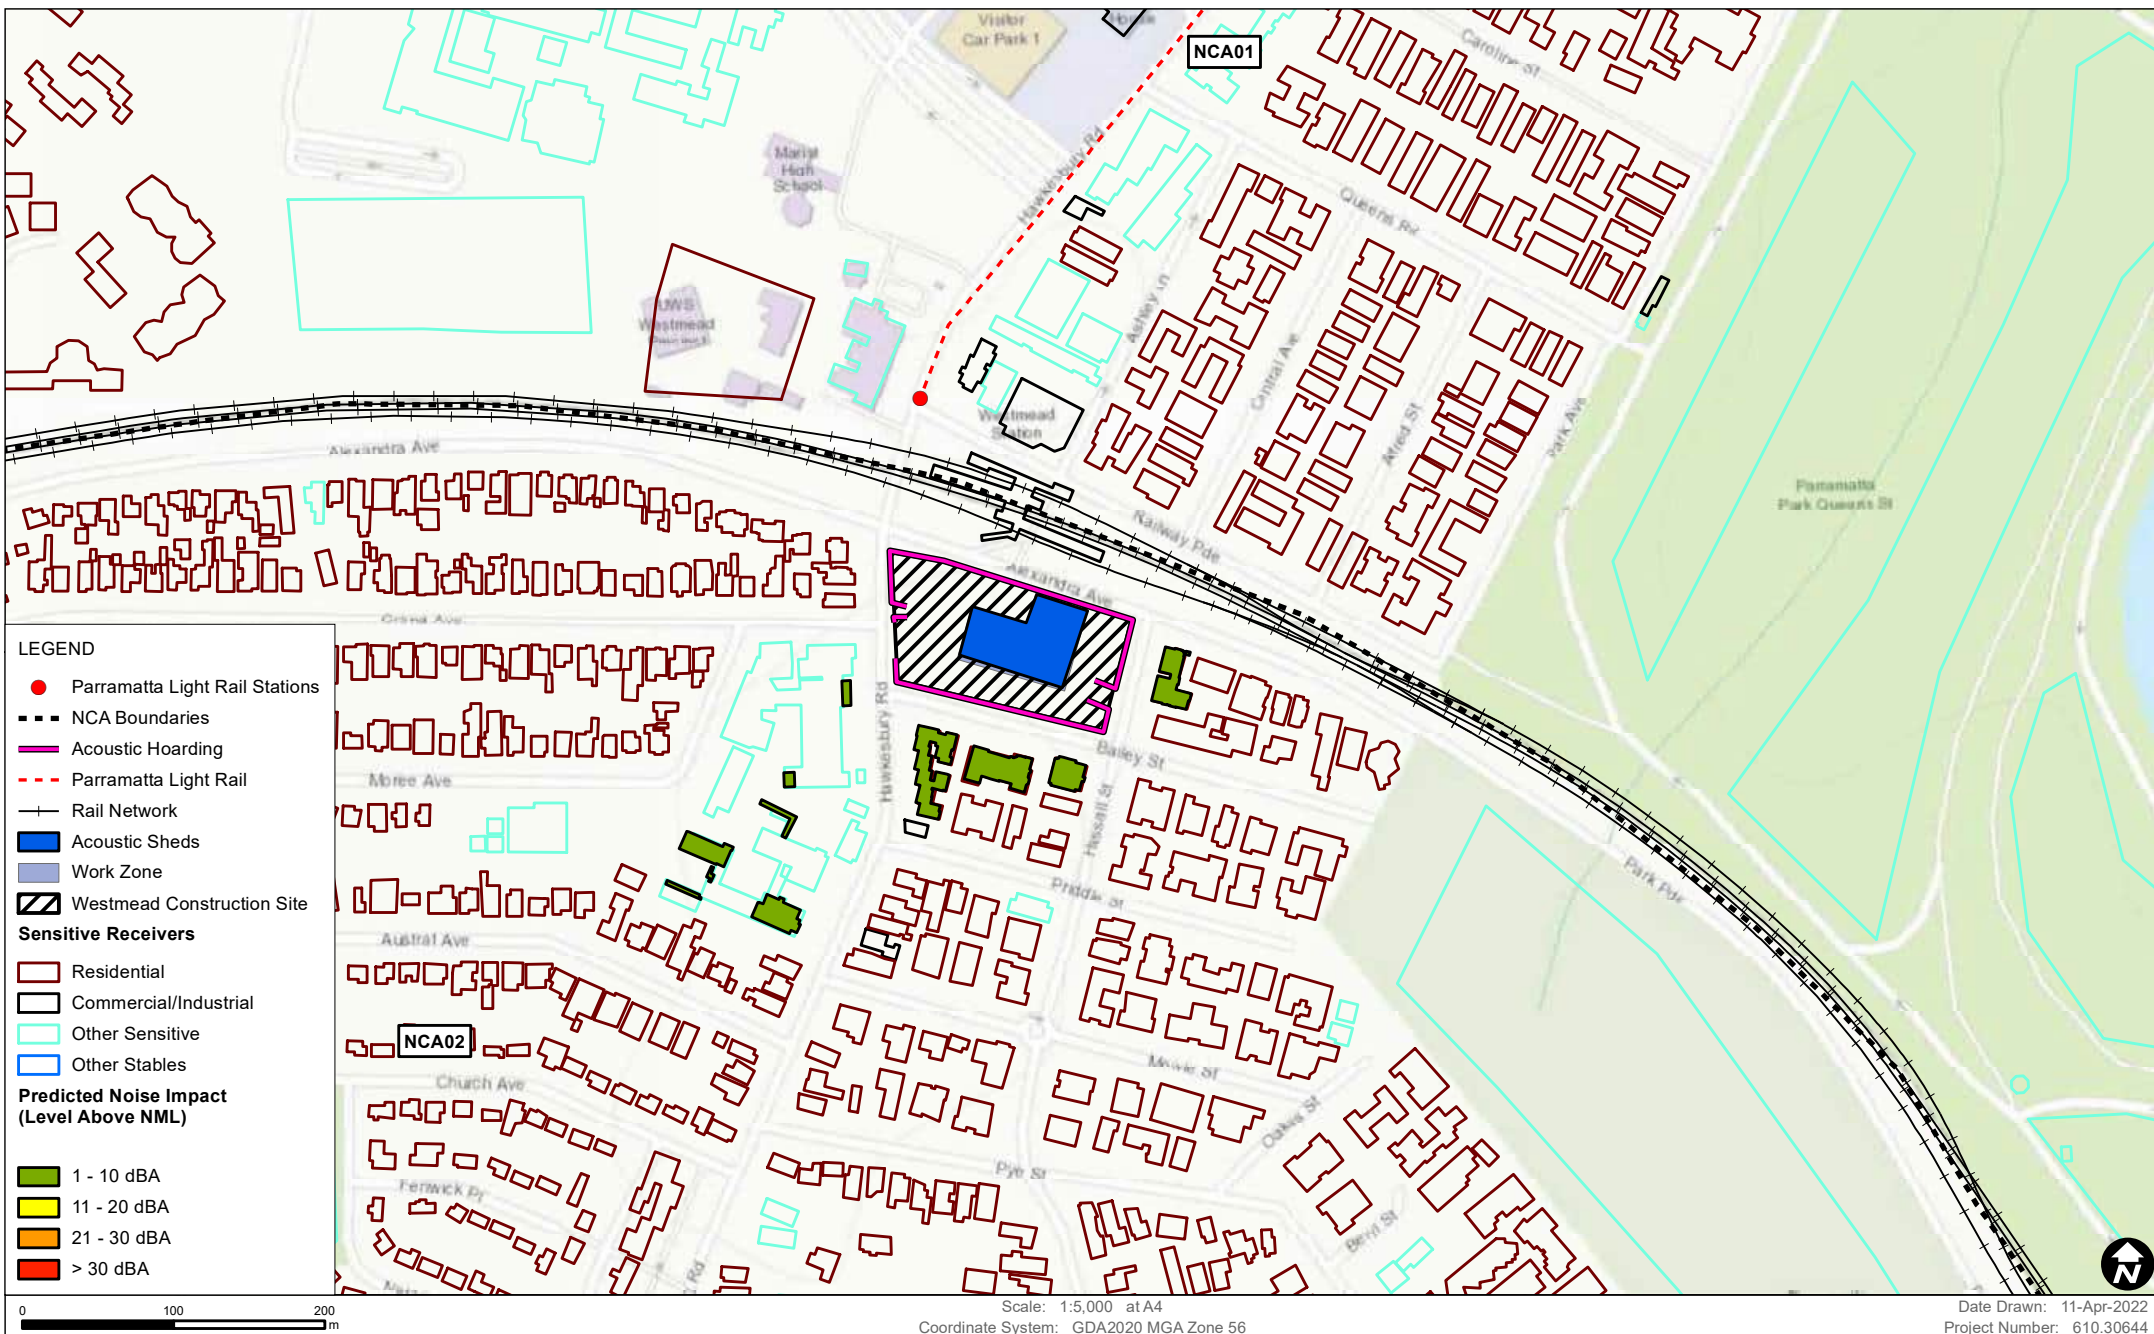 Visitor
Car Park 1
House
NCA01
Caroline St
Hawkesbury Rd
Marist
High
School
Queens Rd
UWS
Westmead
Ashley Ln
Central Ave
Alfred St
Park Ave
Westmead
Station
Alexandra Ave
Parramatta
Park Queens St
Railway Pde
Alexandra Ave
Grand Ave
LEGEND
Parramatta Light Rail Stations
NCA Boundaries
Acoustic Hoarding
Parramatta Light Rail
Rail Network
Acoustic Sheds
Work Zone
Westmead Construction Site
Sensitive Receivers
Residential
Commercial/Industrial
Other Sensitive
Other Stables
Predicted Noise Impact
(Level Above NML)
1 - 10 dBA
11 - 20 dBA
21 - 30 dBA
> 30 dBA
Hawkesbury Rd
Bailey St
Moree Ave
Hassall St
Priddle St
Park Pde
Austral Ave
NCA02
Church Ave
Mowle St
Oakes St
Pye St
Fenwick Pl
Rd
N
0 100 200
m
Scale: 1:5,000 at A4
Coordinate System: GDA2020 MGA Zone 56
Date Drawn: 11-Apr-2022
Project Number: 610.30644